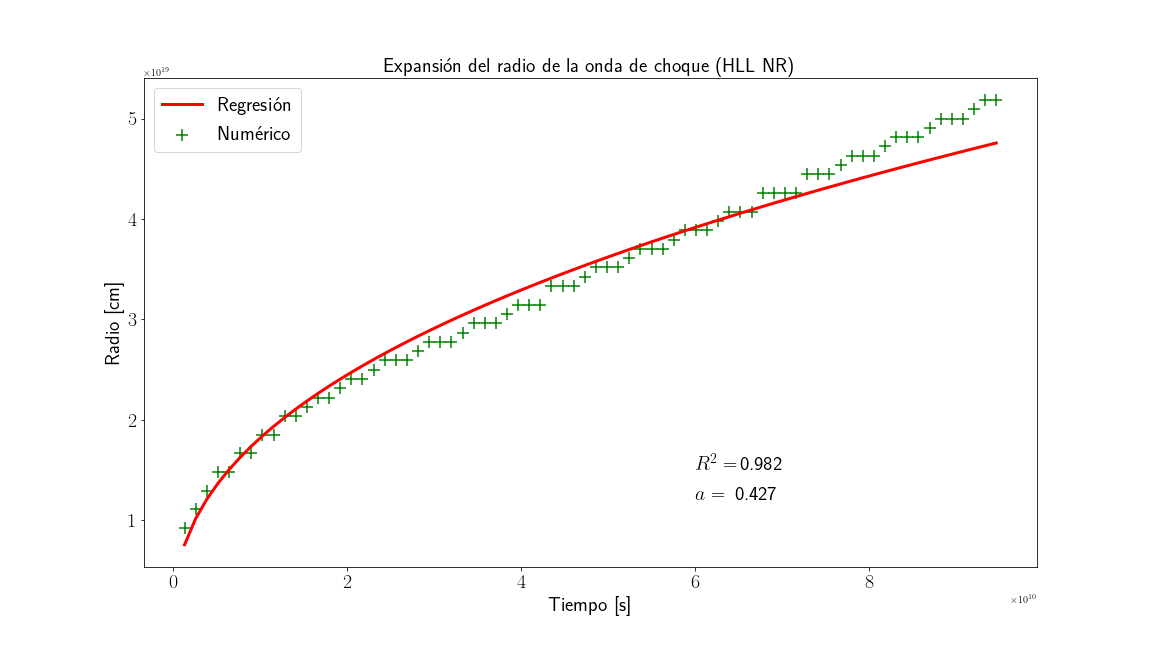 Expansión del radio de la onda de choque (HLL NR)
×10¹⁹
Regresión
Numérico
5
4
3
2
1
Radio [cm]
R² = 0.982
a = 0.427
0 2 4 6 8
×10¹⁰
Tiempo [s]